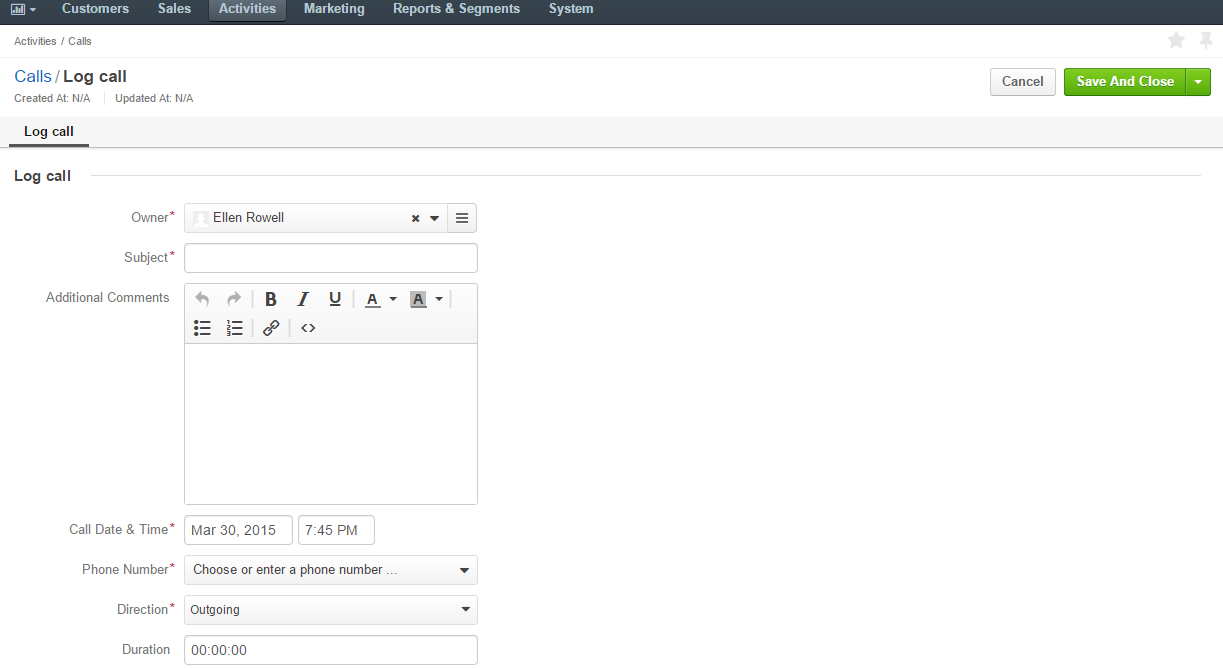 Customers Sales Activities Marketing Reports & Segments System
Activities / Calls
Calls / Log call
Cancel Save And Close
Created At: N/A Updated At: N/A
Log call
Log call
Owner* Ellen Rowell
Subject*
Additional Comments
B I U A A
Call Date & Time* Mar 30, 2015 7:45 PM
Phone Number* Choose or enter a phone number ...
Direction* Outgoing
Duration 00:00:00